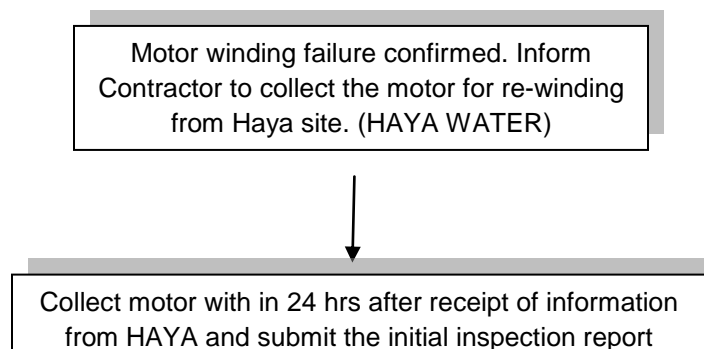 Motor winding failure confirmed. Inform
Contractor to collect the motor for re-winding
from Haya site. (HAYA WATER)
Collect motor with in 24 hrs after receipt of information
from HAYA and submit the initial inspection report